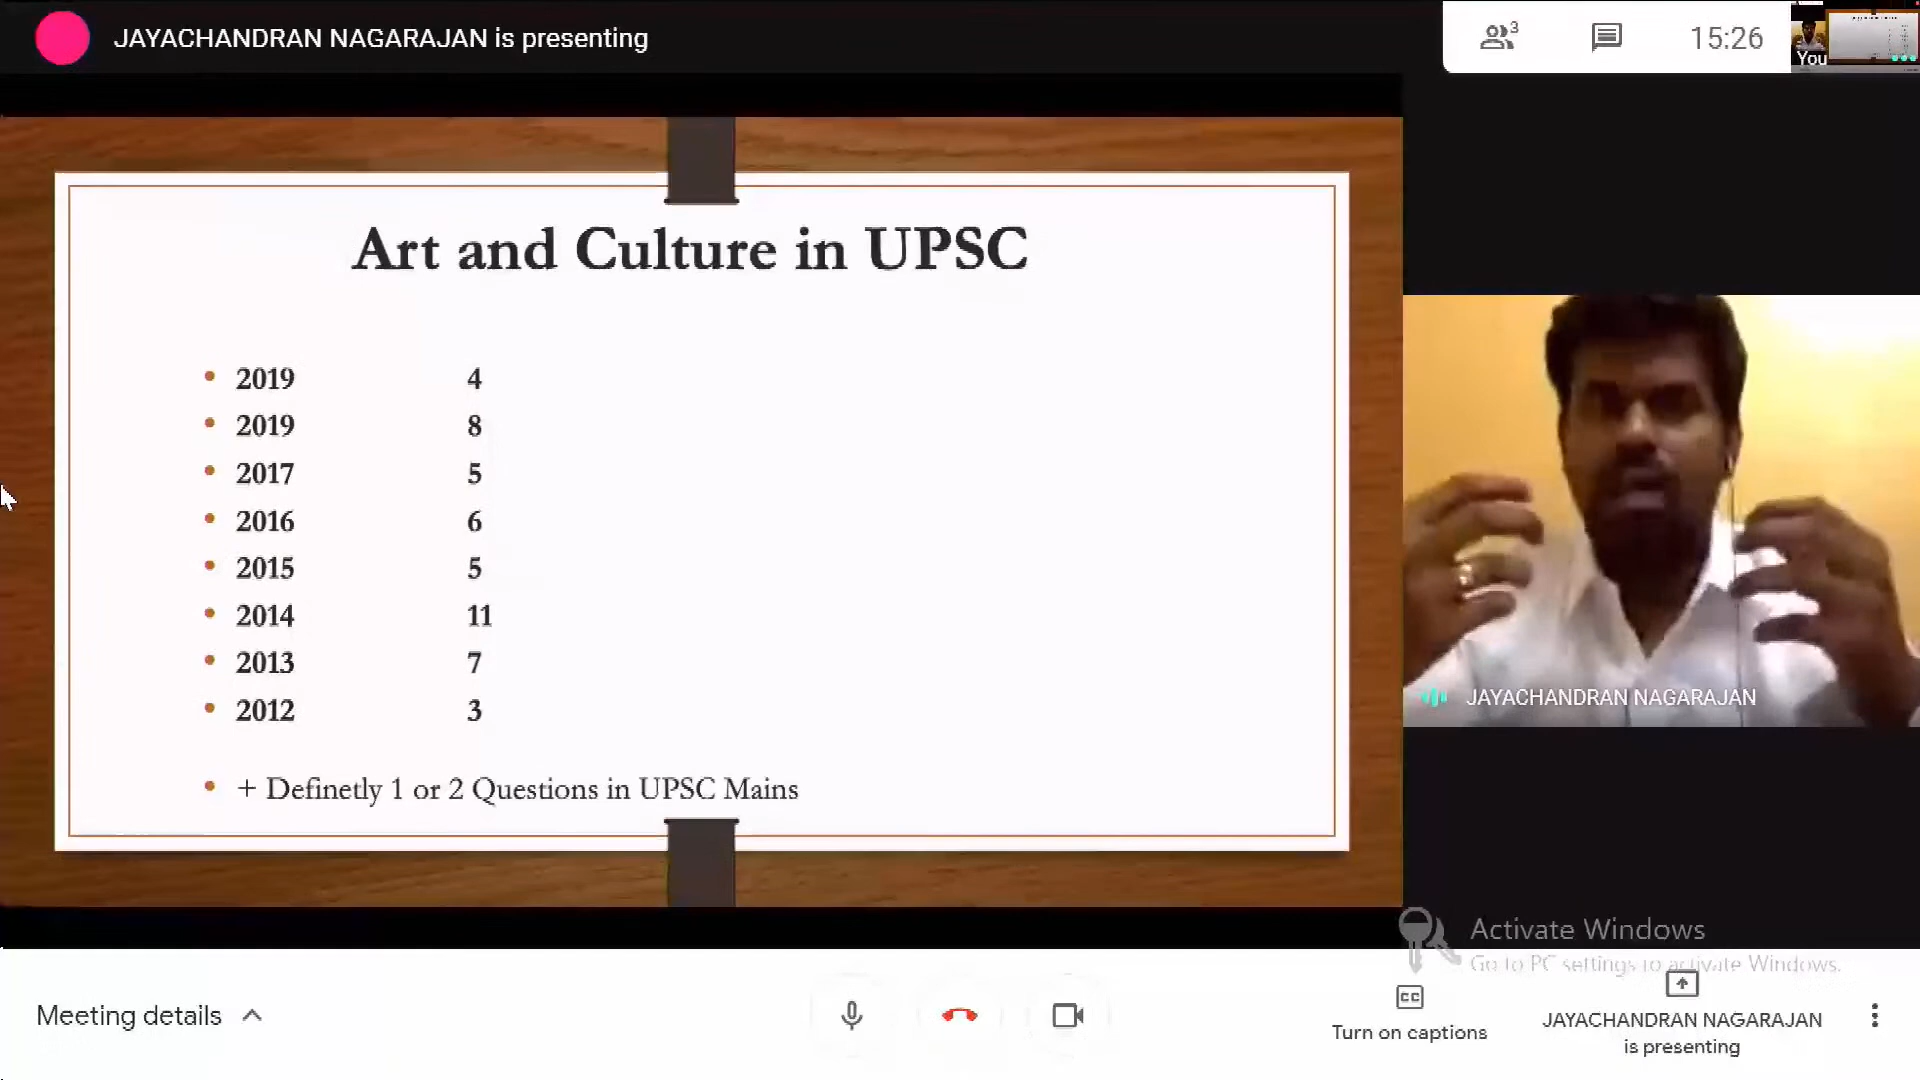 JAYACHANDRAN NAGARAJAN is presenting
3
15:26
You
Art and Culture in UPSC
• 2019 4
• 2019 8
• 2017 5
• 2016 6
• 2015 5
• 2014 11
• 2013 7
• 2012 3
• + Definetly 1 or 2 Questions in UPSC Mains
JAYACHANDRAN NAGARAJAN
Activate Windows
Go to PC settings to activate Windows.
Meeting details
CC
Turn on captions
JAYACHANDRAN NAGARAJAN
is presenting